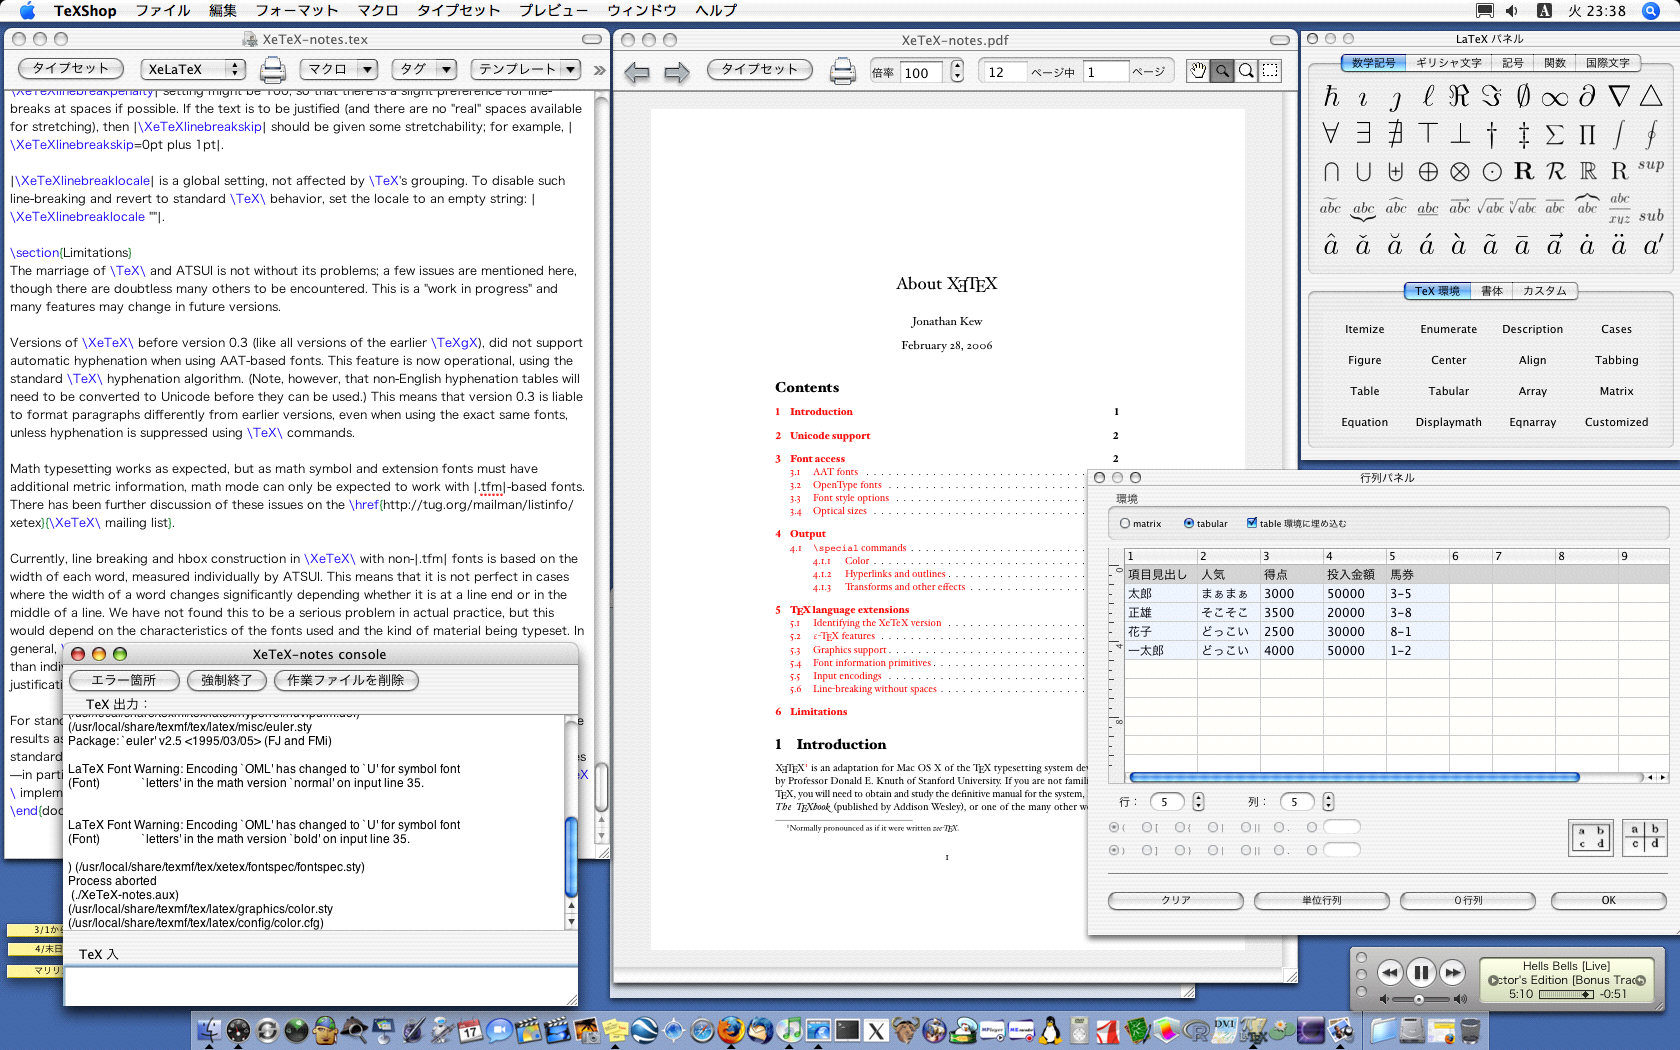 TeXShop ファイル 編集 フォーマット マクロ タイプセット プレビュー ウィンドウ ヘルプ
A 火 23:38
XeTeX-notes.tex
タイプセット XeLaTeX マクロ タグ テンプレート
\XeTeXlinebreakpenalty| setting might be 100, so that there is a slight preference for line-
breaks at spaces if possible. If the text is to be justified (and there are no "real" spaces available
for stretching), then |\XeTeXlinebreakskip| should be given some stretchability; for example, |
\XeTeXlinebreakskip=0pt plus 1pt|.
|\XeTeXlinebreaklocale| is a global setting, not affected by \TeX's grouping. To disable such
line-breaking and revert to standard \TeX\ behavior, set the locale to an empty string: |
\XeTeXlinebreaklocale ""|.
\section{Limitations}
The marriage of \TeX\ and ATSUI is not without its problems; a few issues are mentioned here,
though there are doubtless many others to be encountered. This is a "work in progress" and
many features may change in future versions.
Versions of \XeTeX\ before version 0.3 (like all versions of the earlier \TeXgX), did not support
automatic hyphenation when using AAT-based fonts. This feature is now operational, using the
standard \TeX\ hyphenation algorithm. (Note, however, that non-English hyphenation tables will
need to be converted to Unicode before they can be used.) This means that version 0.3 is liable
to format paragraphs differently from earlier versions, even when using the exact same fonts,
unless hyphenation is suppressed using \TeX\ commands.
Math typesetting works as expected, but as math symbol and extension fonts must have
additional metric information, math mode can only be expected to work with |.tfm|-based fonts.
There has been further discussion of these issues on the \href{http://tug.org/mailman/listinfo/
xetex}{\XeTeX\ mailing list}.
Currently, line breaking and hbox construction in \XeTeX\ with non-|.tfm| fonts is based on the
width of each word, measured individually by ATSUI. This means that it is not perfect in cases
where the width of a word changes significantly depending whether it is at a line end or in the
middle of a line. We have not found this to be a serious problem in actual practice, but this
would depend on the characteristics of the fonts used and the kind of material being typeset. In
general,
than indi
justificati
For stand
results as
standard
—in parti
\ implem
\end{doc
XeTeX-notes console
エラー箇所 強制終了 作業ファイルを削除
TeX 出力：
(/usr/local/share/texmf/tex/latex/misc/euler.sty
Package: `euler' v2.5 <1995/03/05> (FJ and FMi)
LaTeX Font Warning: Encoding `OML' has changed to `U' for symbol font
(Font) `letters' in the math version `normal' on input line 35.
LaTeX Font Warning: Encoding `OML' has changed to `U' for symbol font
(Font) `letters' in the math version `bold' on input line 35.
) (/usr/local/share/texmf/tex/xetex/fontspec/fontspec.sty)
Process aborted
(./XeTeX-notes.aux)
(/usr/local/share/texmf/tex/latex/graphics/color.sty
(/usr/local/share/texmf/tex/latex/config/color.cfg)
TeX 入
3/1から
4/末日
マリリ
XeTeX-notes.pdf
タイプセット 倍率 100 12 ページ中 1 ページ
About XƎTEX
Jonathan Kew
February 28, 2006
Contents
1 Introduction 1
2 Unicode support 2
3 Font access 2
3.1 AAT fonts
3.2 OpenType fonts
3.3 Font style options
3.4 Optical sizes
4 Output
4.1 \special commands
4.1.1 Color
4.1.2 Hyperlinks and outlines
4.1.3 Transforms and other effects
5 TEX language extensions
5.1 Identifying the XeTeX version
5.2 ε-TEX features
5.3 Graphics support
5.4 Font information primitives
5.5 Input encodings
5.6 Line-breaking without spaces
6 Limitations
1 Introduction
XƎTEX¹ is an adaptation for Mac OS X of the TEX typesetting system dev
by Professor Donald E. Knuth of Stanford University. If you are not famili
TEX, you will need to obtain and study the definitive manual for the system,
The TEXbook (published by Addison Wesley), or one of the many other w
¹Normally pronounced as if it were written zee-TEX.
1
LaTeX パネル
数学記号 ギリシャ文字 記号 関数 国際文字
ℏ ı ȷ ℓ ℜ ℑ ∅ ∞ ∂ ∇ △
∀ ∃ ∄ ⊤ ⊥ † ‡ ∑ ∏ ∫ ∮
∩ ∪ ⊎ ⊕ ⊗ ⊙ R R ℝ R sup
abc abc abc abc abc √abc ⁿ√abc abc abc abc/xyz sub
â ǎ ă á à ã ā a⃗ ȧ ä a′
TeX 環境 書体 カスタム
Itemize Enumerate Description Cases
Figure Center Align Tabbing
Table Tabular Array Matrix
Equation Displaymath Eqnarray Customized
行列パネル
環境
matrix tabular table 環境に埋め込む
1 2 3 4 5 6 7 8 9
項目見出し 人気 得点 投入金額 馬券
太郎 まぁまぁ 3000 50000 3-5
正雄 そこそこ 3500 20000 3-8
花子 どっこい 2500 30000 8-1
一太郎 どっこい 4000 50000 1-2
0
4
8
行： 5 列： 5
( [ { | || .
) ] } | || .
a b c d
a b c d
クリア 単位行列 0行列 OK
Hells Bells [Live]
ctor's Edition [Bonus Trac
5:10 -0:51
17
X
DVI